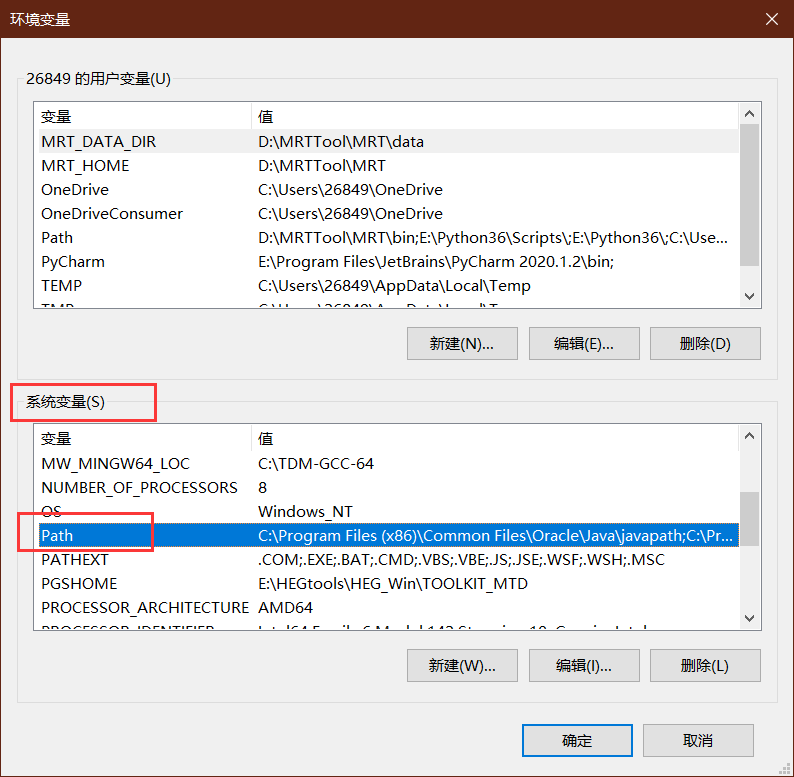 环境变量
26849 的用户变量(U)
变量 值
MRT_DATA_DIR D:\MRTTool\MRT\data
MRT_HOME D:\MRTTool\MRT
OneDrive C:\Users\26849\OneDrive
OneDriveConsumer C:\Users\26849\OneDrive
Path D:\MRTTool\MRT\bin;E:\Python36\Scripts\;E:\Python36\;C:\Use...
PyCharm E:\Program Files\JetBrains\PyCharm 2020.1.2\bin;
TEMP C:\Users\26849\AppData\Local\Temp
新建(N)... 编辑(E)... 删除(D)
系统变量(S)
变量 值
MW_MINGW64_LOC C:\TDM-GCC-64
NUMBER_OF_PROCESSORS 8
OS Windows_NT
Path C:\Program Files (x86)\Common Files\Oracle\Java\javapath;C:\Pr...
PATHEXT .COM;.EXE;.BAT;.CMD;.VBS;.VBE;.JS;.JSE;.WSF;.WSH;.MSC
PGSHOME E:\HEGtools\HEG_Win\TOOLKIT_MTD
PROCESSOR_ARCHITECTURE AMD64
新建(W)... 编辑(I)... 删除(L)
确定 取消